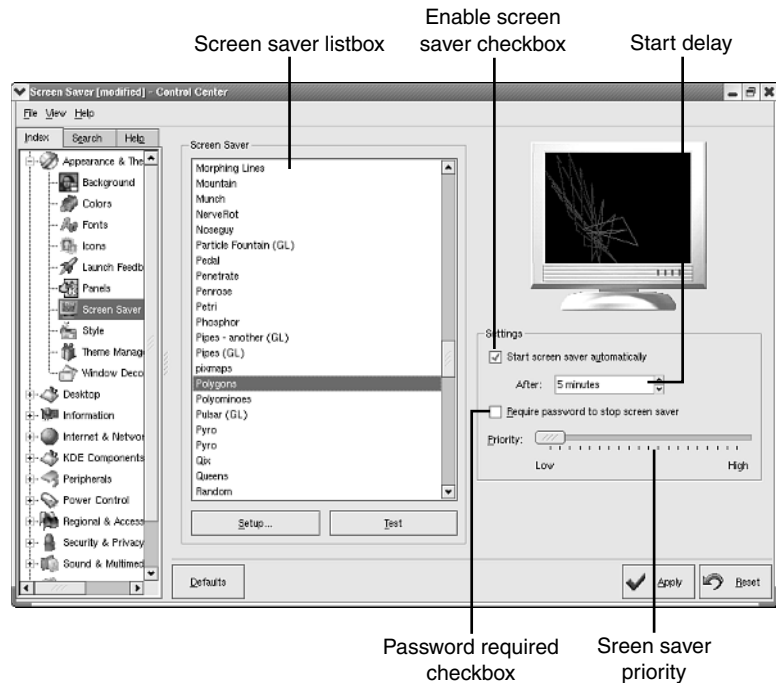 Enable screen
saver checkbox
Screen saver listbox
Start delay
Screen Saver [modified] - Control Center
File View Help
Index Search Help
Appearance & The
Background
Colors
Fonts
Icons
Launch Feedb
Panels
Screen Saver
Style
Theme Manag
Window Deco
Desktop
Information
Internet & Networ
KDE Components
Peripherals
Power Control
Regional & Access
Security & Privacy
Sound & Multimed
Screen Saver
Morphing Lines
Mountain
Munch
NerveRot
Noseguy
Particle Fountain (GL)
Pedal
Penetrate
Penrose
Petri
Phosphor
Pipes - another (GL)
Pipes (GL)
pixmaps
Polygons
Polyominoes
Pulsar (GL)
Pyro
Pyro
Qix
Queens
Random
Setup...
Test
Settings
Start screen saver automatically
After: 5 minutes
Require password to stop screen saver
Priority:
Low High
Defaults
Apply
Reset
Password required
checkbox
Sreen saver
priority